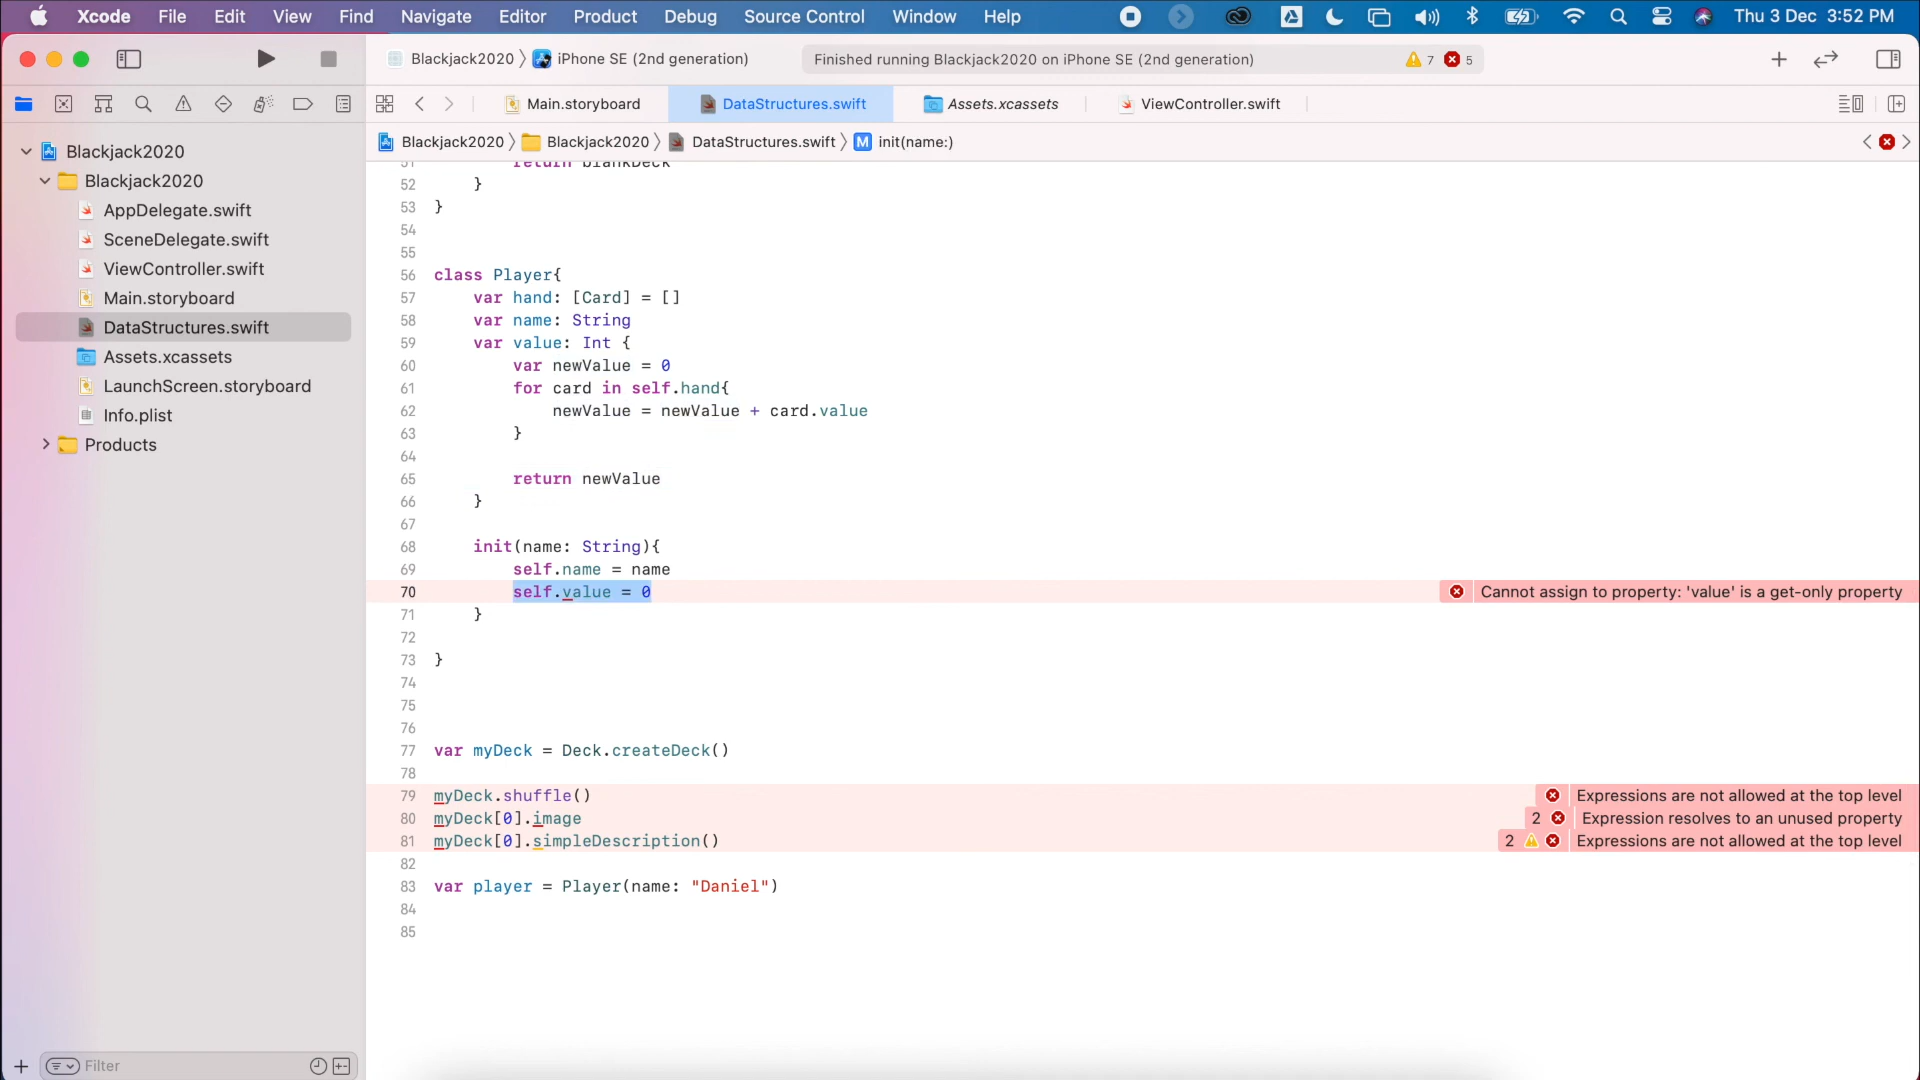 Xcode File Edit View Find Navigate Editor Product Debug Source Control Window Help Thu 3 Dec 3:52 PM
Blackjack2020 iPhone SE (2nd generation) Finished running Blackjack2020 on iPhone SE (2nd generation) 7 5
Main.storyboard DataStructures.swift Assets.xcassets ViewController.swift
Blackjack2020 Blackjack2020 DataStructures.swift M init(name:)
Blackjack2020
Blackjack2020
AppDelegate.swift
SceneDelegate.swift
ViewController.swift
Main.storyboard
DataStructures.swift
Assets.xcassets
LaunchScreen.storyboard
Info.plist
Products
Filter
51 return blankDeck
52 }
53 }
54
55
56 class Player{
57 var hand: [Card] = []
58 var name: String
59 var value: Int {
60 var newValue = 0
61 for card in self.hand{
62 newValue = newValue + card.value
63 }
64
65 return newValue
66 }
67
68 init(name: String){
69 self.name = name
70 self.value = 0 Cannot assign to property: 'value' is a get-only property
71 }
72
73 }
74
75
76
77 var myDeck = Deck.createDeck()
78
79 myDeck.shuffle() Expressions are not allowed at the top level
80 myDeck[0].image 2 Expression resolves to an unused property
81 myDeck[0].simpleDescription() 2 Expressions are not allowed at the top level
82
83 var player = Player(name: "Daniel")
84
85